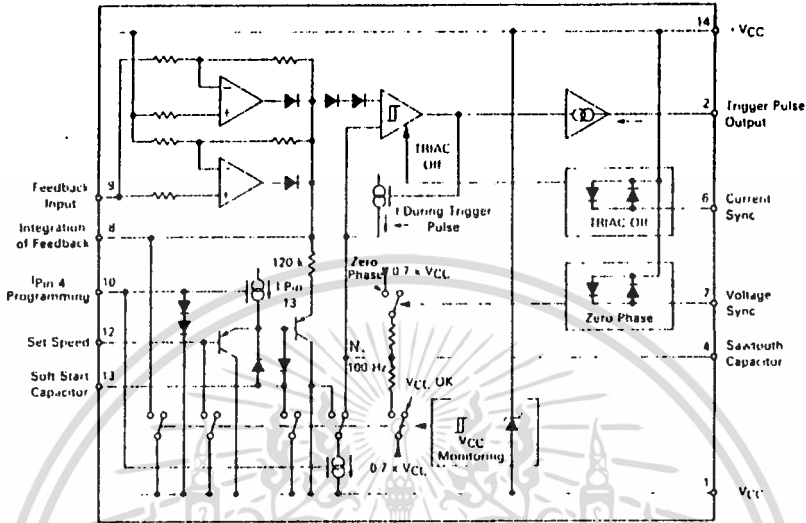 14
+ VCC
2
Trigger Pulse
Output
TRIAC
Off
Feedback
Input
9
I During Trigger
Pulse
6
Current
Sync
TRIAC Off
Integration
of Feedback
8
120 k
Zero
Phase
0.7 x VCC
IPin 4
Programming
10
I Pin
13
7
Voltage
Sync
Zero Phase
Set Speed
12
4
Sawtooth
Capacitor
100 Hz
Soft Start
Capacitor
13
VCC OK
VCC
Monitoring
0.7 x VCC
1
VCC